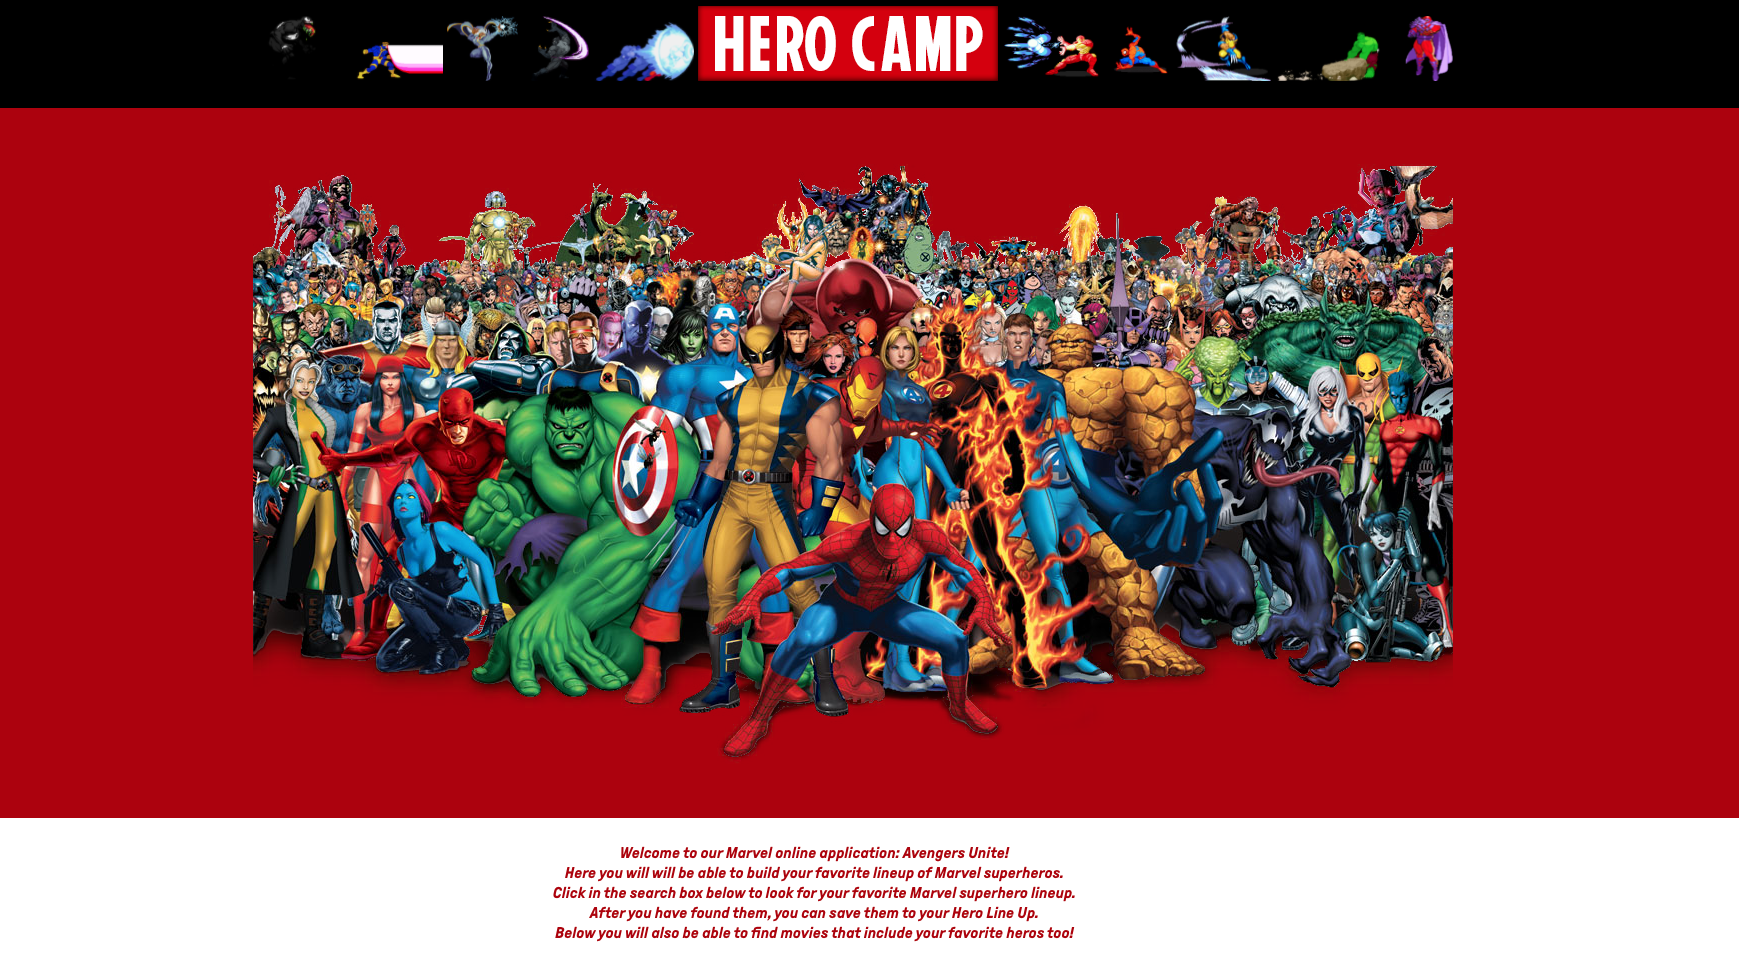 HERO CAMP
Welcome to our Marvel online application: Avengers Unite!
Here you will will be able to build your favorite lineup of Marvel superheros.
Click in the search box below to look for your favorite Marvel superhero lineup.
After you have found them, you can save them to your Hero Line Up.
Below you will also be able to find movies that include your favorite heros too!